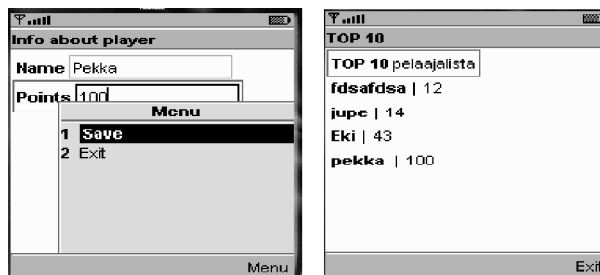 Info about player
Name Pekka
Points 100
Menu
1 Save
2 Exit
Menu
TOP 10
TOP 10 pelaajalista
fdsafdsa | 12
jupe | 14
Eki | 43
pekka | 100
Exit